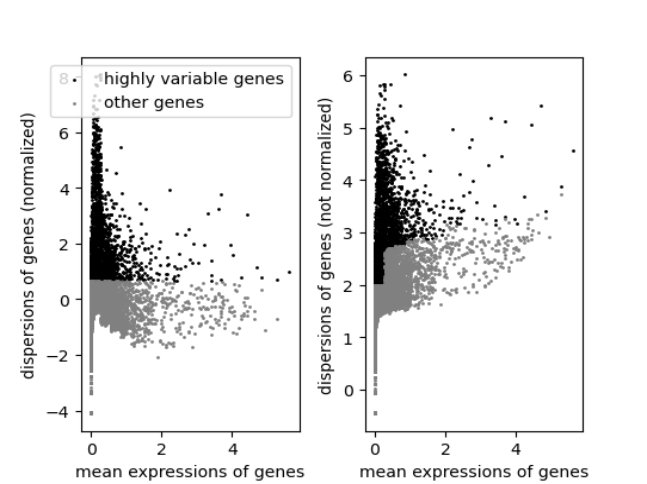 dispersions of genes (normalized)
8
6
4
2
0
−2
−4
highly variable genes
other genes
0 2 4
mean expressions of genes
dispersions of genes (not normalized)
6
5
4
3
2
1
0
0 2 4
mean expressions of genes